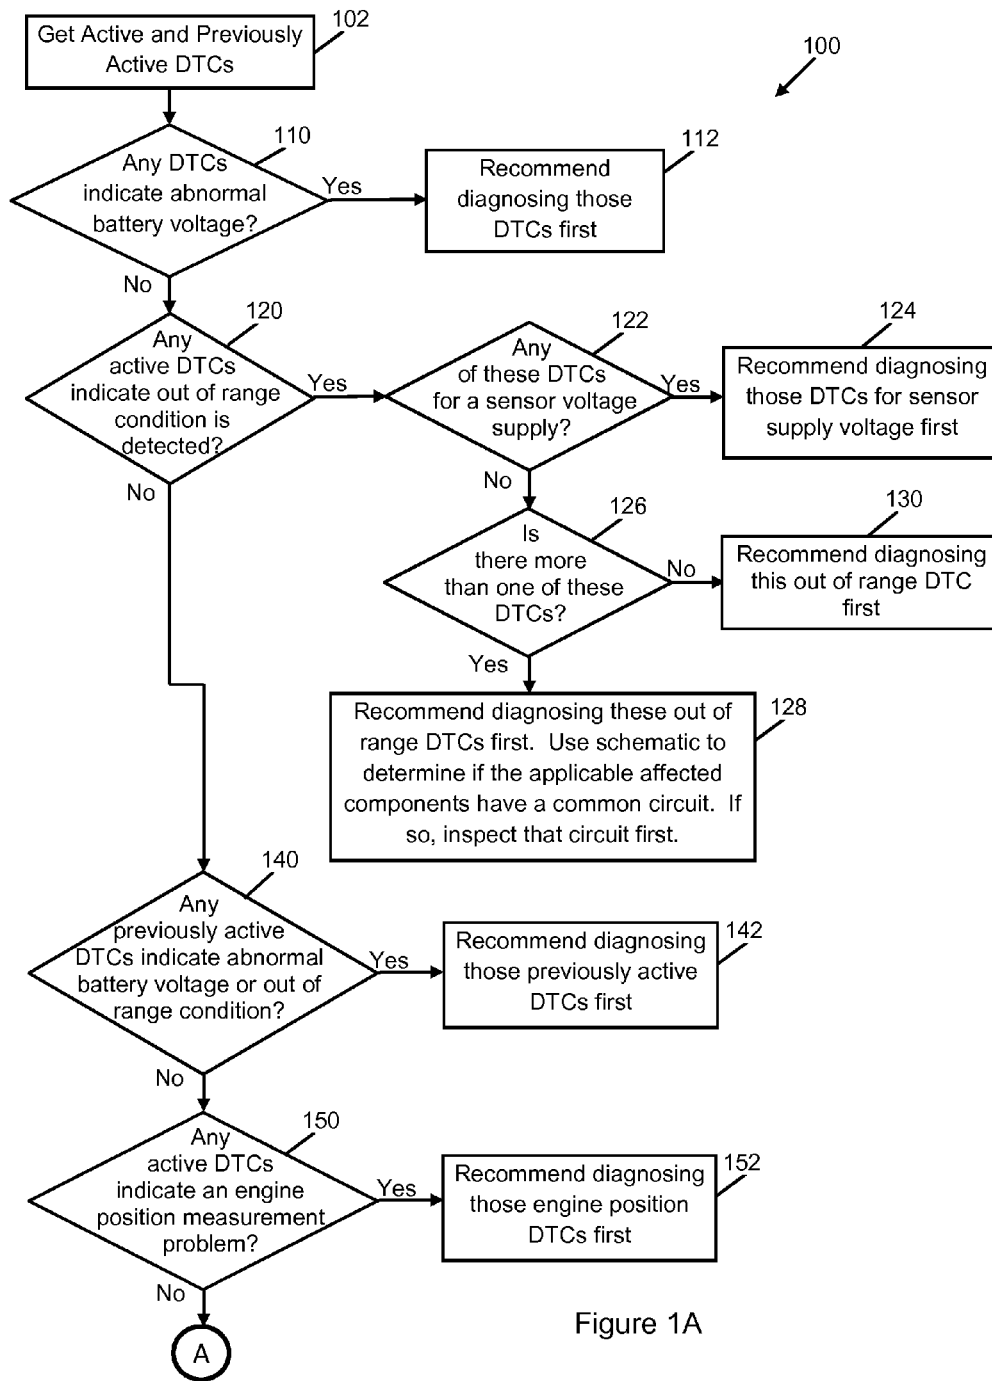 Get Active and Previously
Active DTCs
102
100
110
Any DTCs
indicate abnormal
battery voltage?
Yes
Recommend
diagnosing those
DTCs first
112
No
120
Any
active DTCs
indicate out of range
condition is
detected?
Yes
122
Any
of these DTCs
for a sensor voltage
supply?
Yes
124
Recommend diagnosing
those DTCs for sensor
supply voltage first
No
No
126
Is
there more
than one of these
DTCs?
No
130
Recommend diagnosing
this out of range DTC
first
Yes
Recommend diagnosing these out of
range DTCs first. Use schematic to
determine if the applicable affected
components have a common circuit. If
so, inspect that circuit first.
128
140
Any
previously active
DTCs indicate abnormal
battery voltage or out of
range condition?
Yes
Recommend diagnosing
those previously active
DTCs first
142
No
150
Any
active DTCs
indicate an engine
position measurement
problem?
Yes
Recommend diagnosing
those engine position
DTCs first
152
No
A
Figure 1A